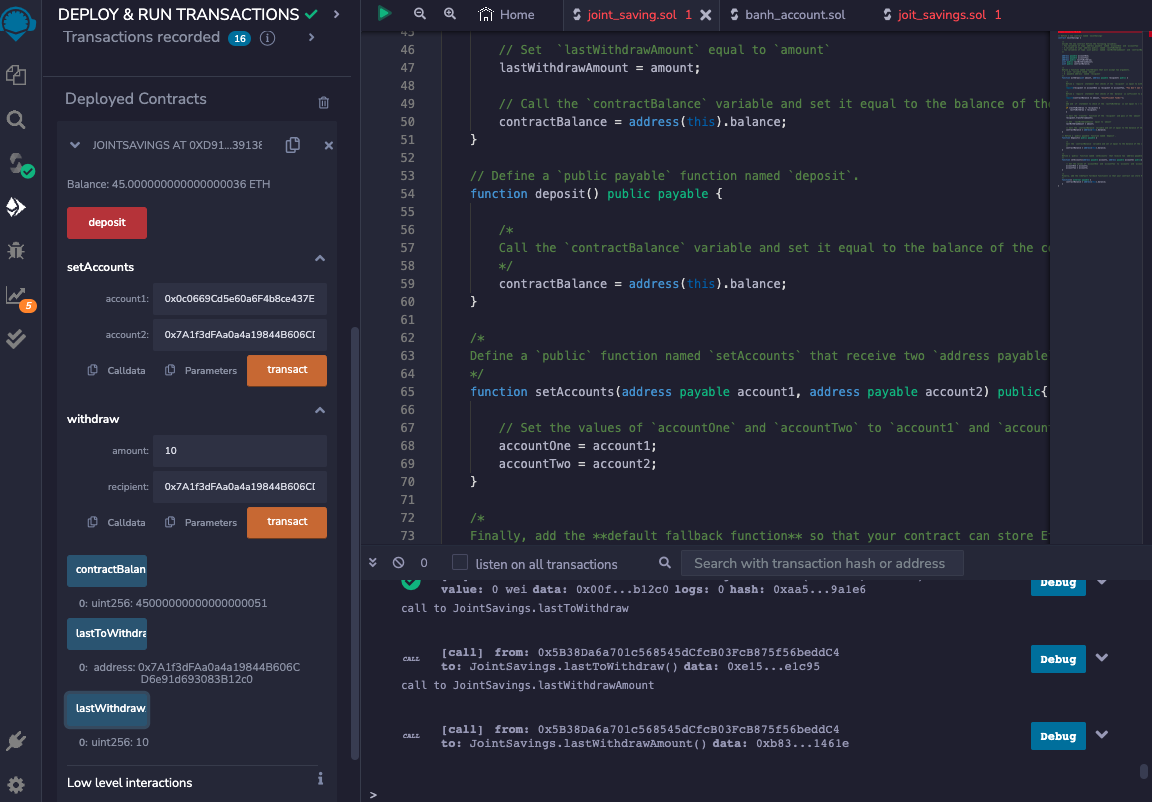 DEPLOY & RUN TRANSACTIONS
Transactions recorded 16 i
Deployed Contracts
JOINTSAVINGS AT 0XD91...39138
Balance: 45.000000000000000036 ETH
deposit
setAccounts
account1: 0x0c0669Cd5e60a6F4b8ce437E
account2: 0x7A1f3dFAa0a4a19844B606CD
Calldata Parameters transact
withdraw
amount: 10
recipient: 0x7A1f3dFAa0a4a19844B606CD
Calldata Parameters transact
contractBalan
0: uint256: 45000000000000000051
lastToWithdra
0: address: 0x7A1f3dFAa0a4a19844B606C
D6e91d693083B12c0
lastWithdraw
0: uint256: 10
Low level interactions i
5
Home joint_saving.sol 1 banh_account.sol joit_savings.sol 1
45
46 // Set `lastWithdrawAmount` equal to `amount`
47 lastWithdrawAmount = amount;
48
49 // Call the `contractBalance` variable and set it equal to the balance of the
50 contractBalance = address(this).balance;
51 }
52
53 // Define a `public payable` function named `deposit`.
54 function deposit() public payable {
55
56 /*
57 Call the `contractBalance` variable and set it equal to the balance of the co
58 */
59 contractBalance = address(this).balance;
60 }
61
62 /*
63 Define a `public` function named `setAccounts` that receive two `address payable
64 */
65 function setAccounts(address payable account1, address payable account2) public{
66
67 // Set the values of `accountOne` and `accountTwo` to `account1` and `accoun
68 accountOne = account1;
69 accountTwo = account2;
70 }
71
72 /*
73 Finally, add the **default fallback function** so that your contract can store E
0 listen on all transactions Search with transaction hash or address
value: 0 wei data: 0x00f...b12c0 logs: 0 hash: 0xaa5...9a1e6 Debug
call to JointSavings.lastToWithdraw
CALL [call] from: 0x5B38Da6a701c568545dCfcB03FcB875f56beddC4
to: JointSavings.lastToWithdraw() data: 0xe15...e1c95 Debug
call to JointSavings.lastWithdrawAmount
CALL [call] from: 0x5B38Da6a701c568545dCfcB03FcB875f56beddC4
to: JointSavings.lastWithdrawAmount() data: 0xb83...1461e Debug
>